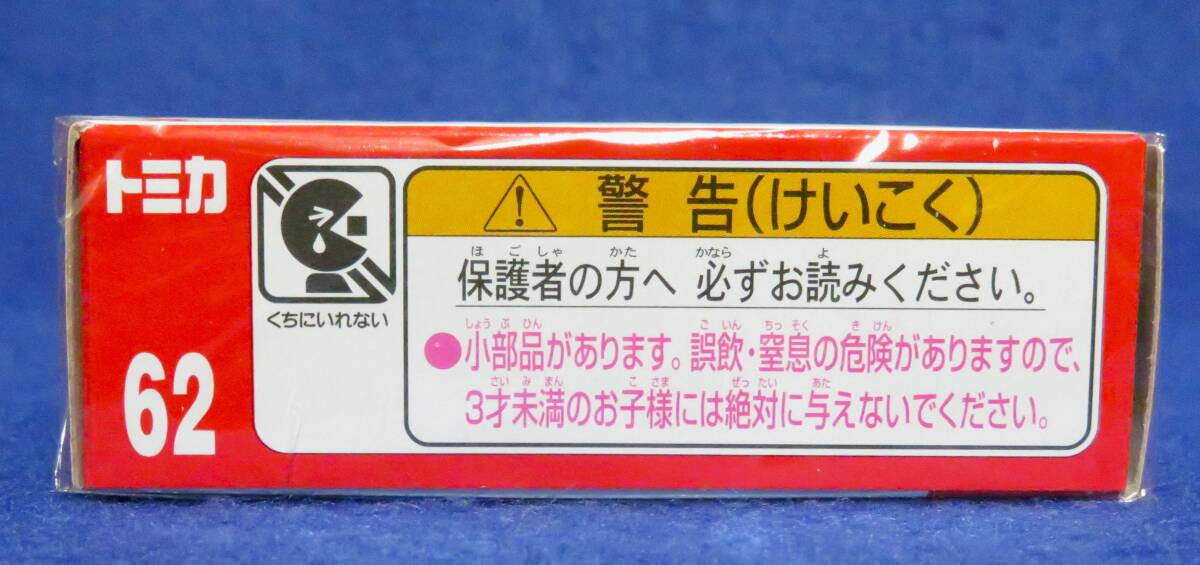 トミカ
62
くちにいれない
警告(けいこく)
ほごしゃ かた かなら よ
保護者の方へ 必ずお読みください。
しょうぶひん ごいん ちっそく きけん
●小部品があります。誤飲・窒息の危険がありますので、
さいみまん こさま ぜったい あた
3才未満のお子様には絶対に与えないでください。